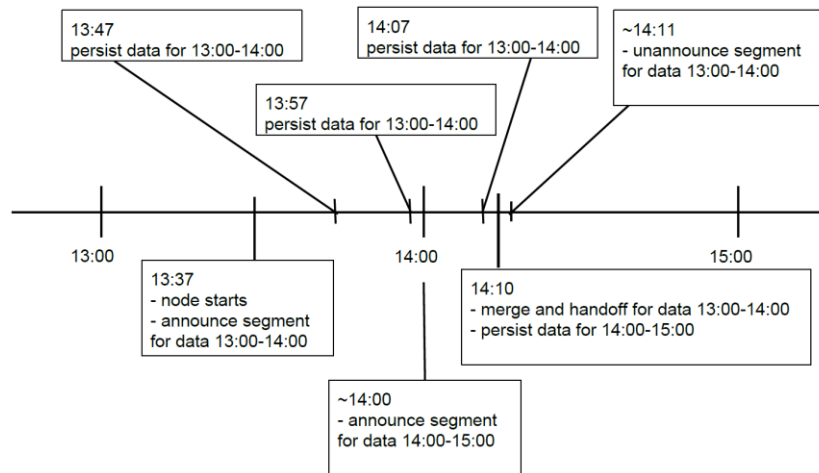 13:47
persist data for 13:00-14:00
14:07
persist data for 13:00-14:00
~14:11
- unannounce segment
for data 13:00-14:00
13:57
persist data for 13:00-14:00
13:00
14:00
15:00
13:37
- node starts
- announce segment
for data 13:00-14:00
14:10
- merge and handoff for data 13:00-14:00
- persist data for 14:00-15:00
~14:00
- announce segment
for data 14:00-15:00